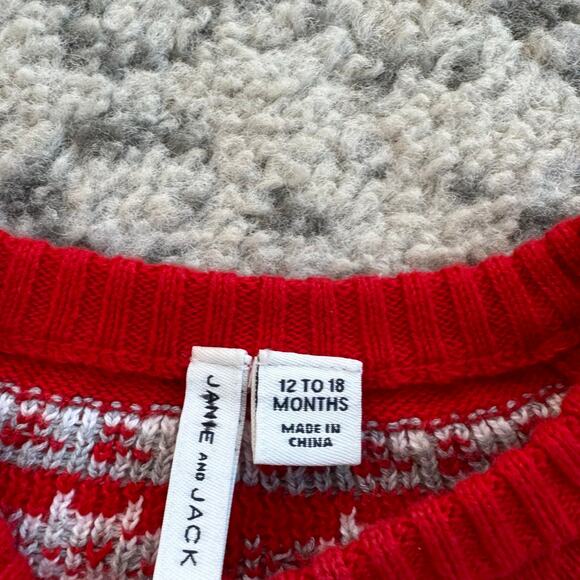 JANIE AND JACK
12 TO 18
MONTHS
MADE IN
CHINA